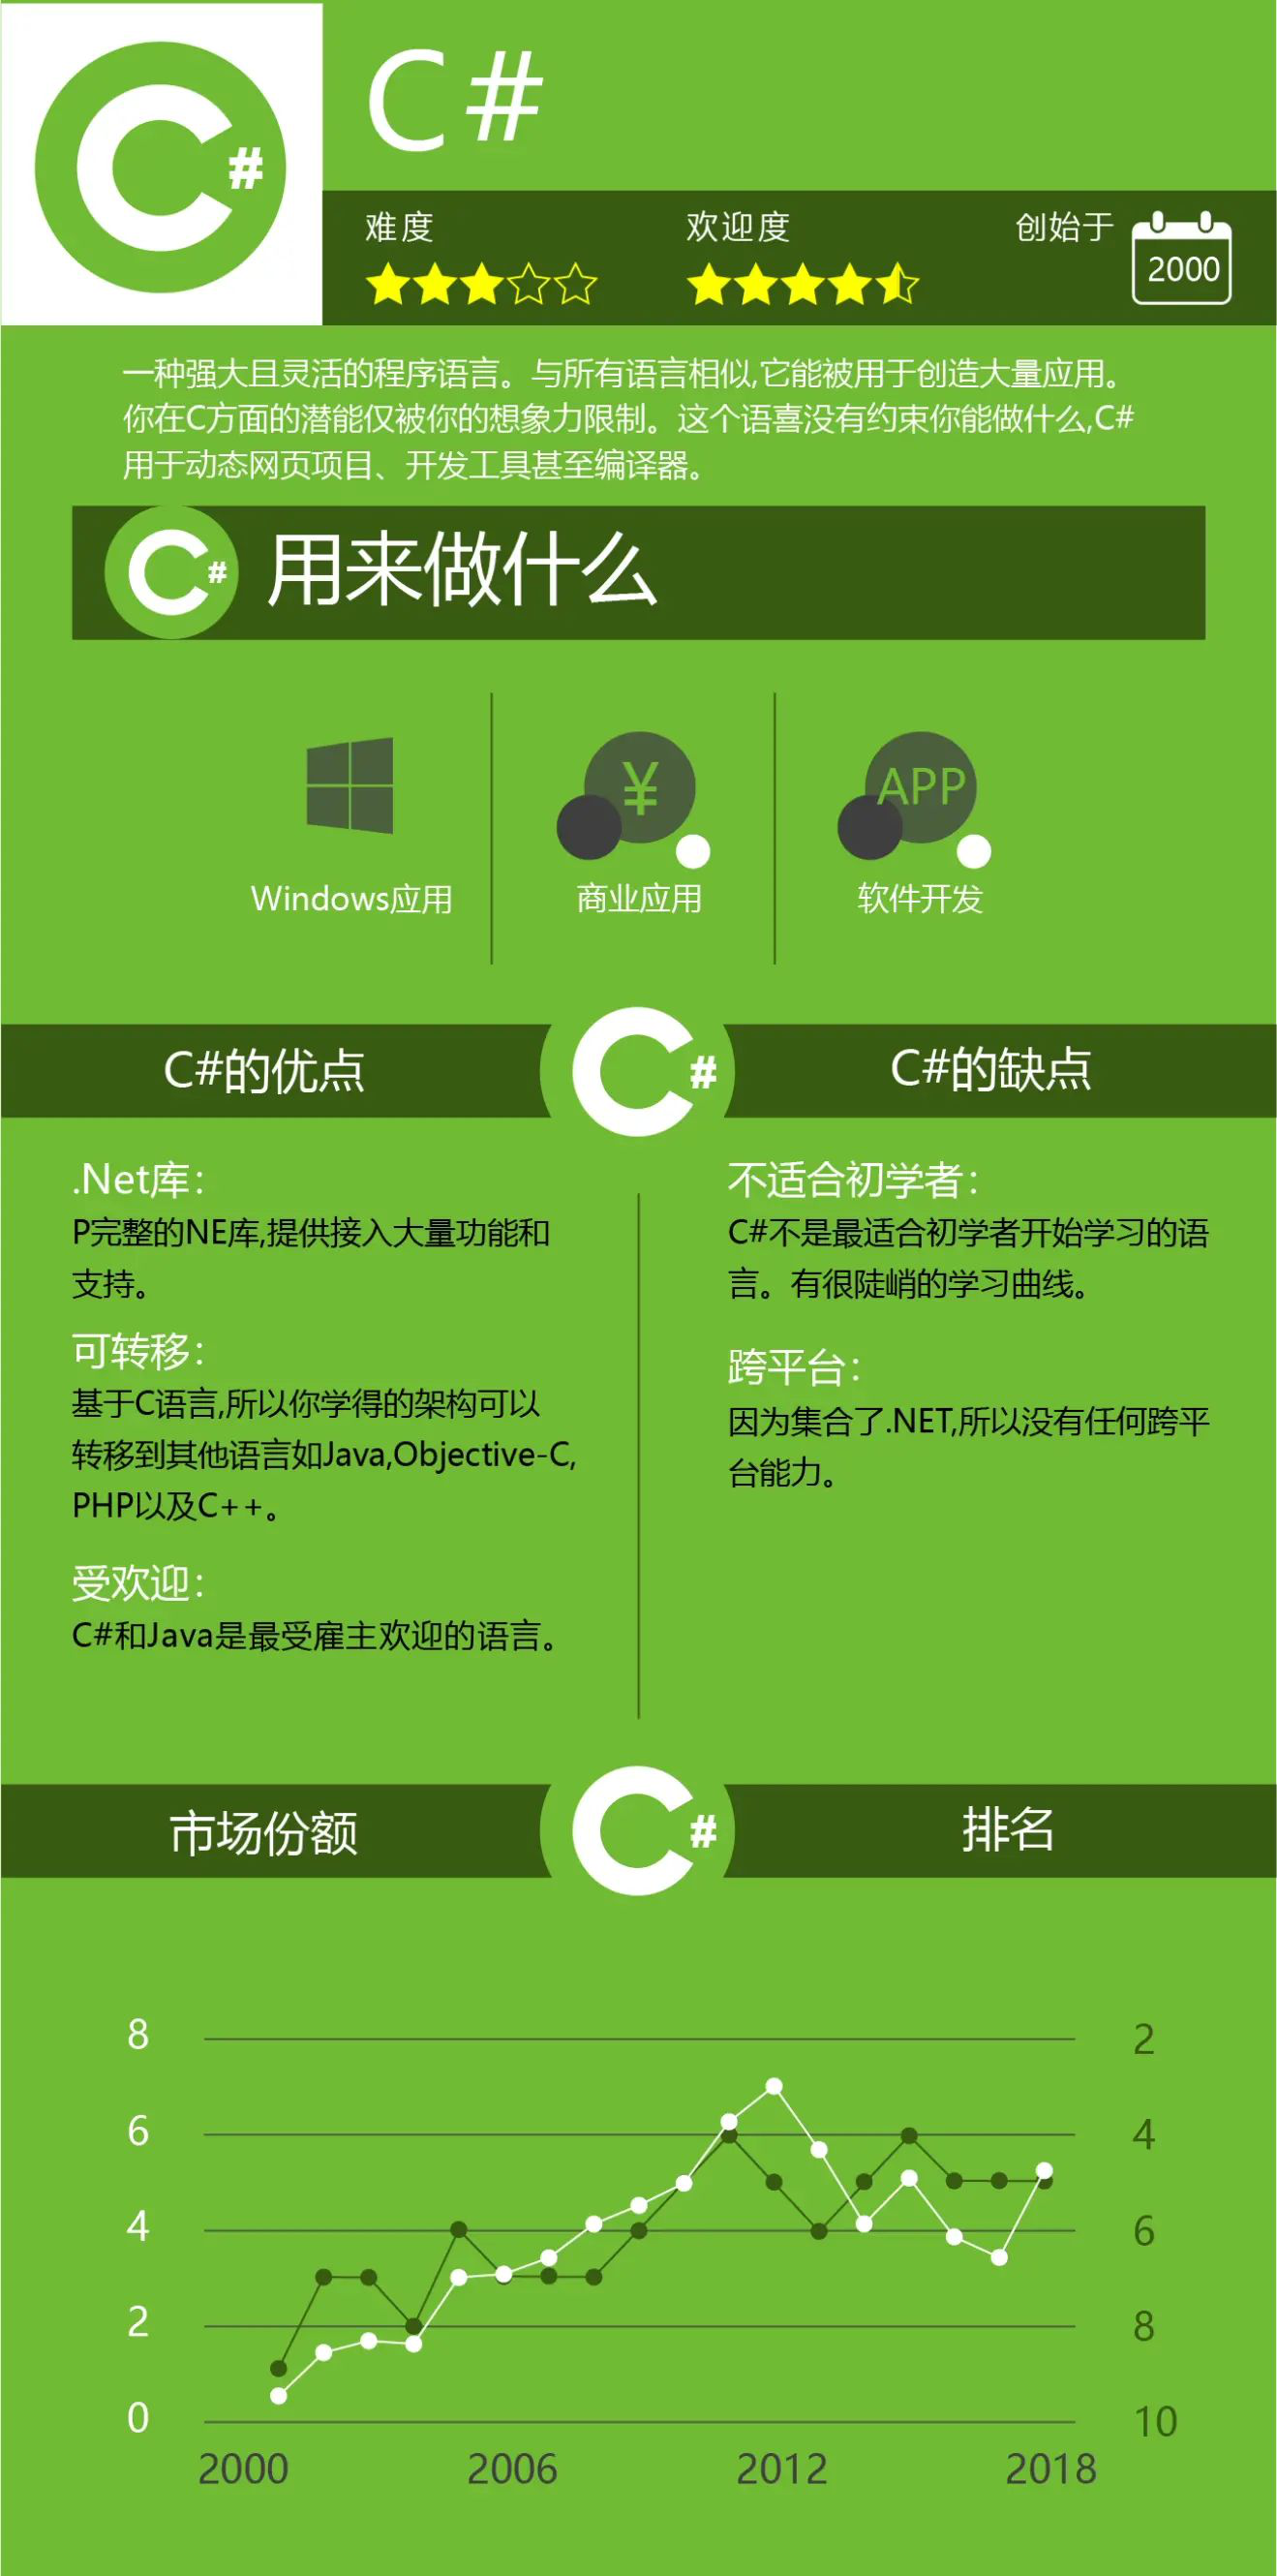 C#
C#
难度
欢迎度
创始于
2000
一种强大且灵活的程序语言。与所有语言相似,它能被用于创造大量应用。
你在C方面的潜能仅被你的想象力限制。这个语喜没有约束你能做什么,C#
用于动态网页项目、开发工具甚至编译器。
C#
用来做什么
¥
APP
Windows应用
商业应用
软件开发
C#的优点
C#
C#的缺点
.Net库:
P完整的NE库,提供接入大量功能和
支持。
可转移:
基于C语言,所以你学得的架构可以
转移到其他语言如Java,Objective-C,
PHP以及C++。
受欢迎:
C#和Java是最受雇主欢迎的语言。
不适合初学者:
C#不是最适合初学者开始学习的语
言。有很陡峭的学习曲线。
跨平台:
因为集合了.NET,所以没有任何跨平
台能力。
市场份额
C#
排名
8
6
4
2
0
2
4
6
8
10
2000
2006
2012
2018